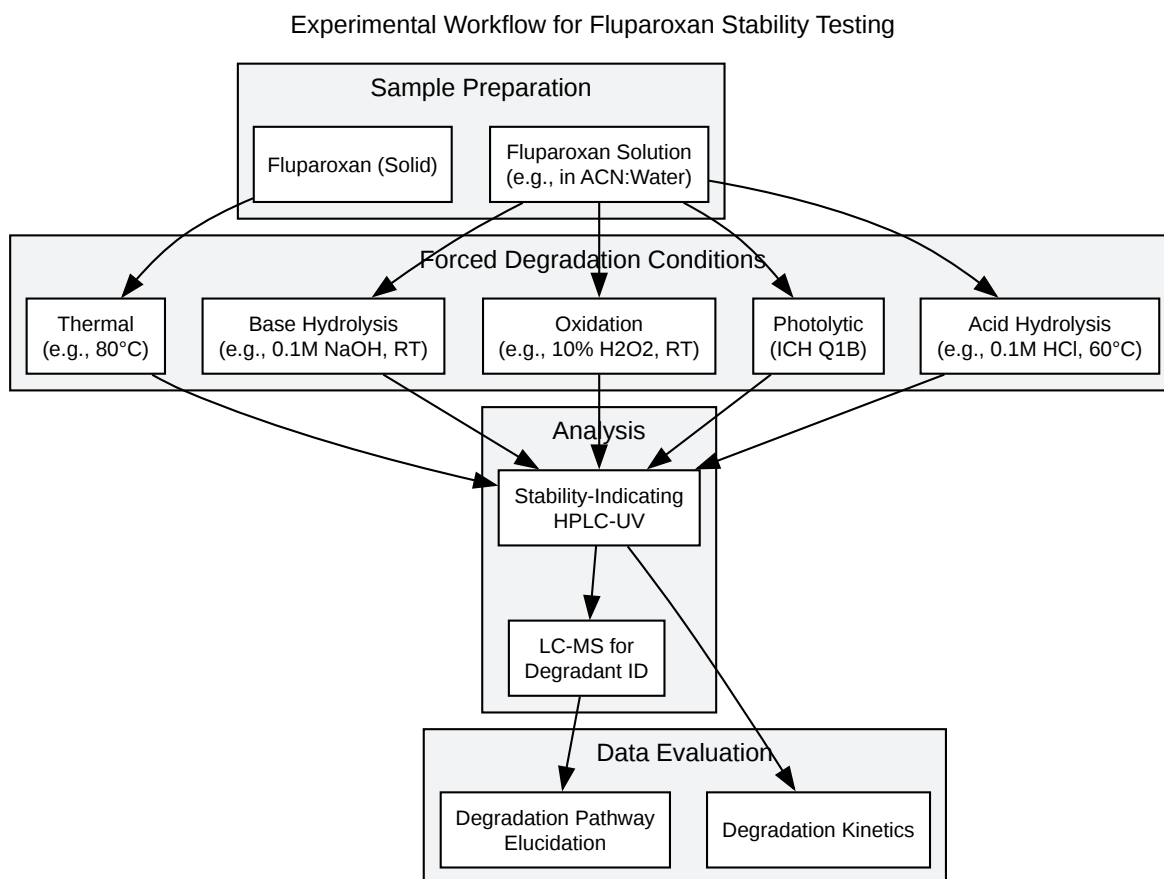 Experimental Workflow for Fluparoxan Stability Testing
Sample Preparation
Fluparoxan (Solid)
Fluparoxan Solution
(e.g., in ACN:Water)
Forced Degradation Conditions
Thermal
(e.g., 80°C)
Base Hydrolysis
(e.g., 0.1M NaOH, RT)
Oxidation
(e.g., 10% H2O2, RT)
Photolytic
(ICH Q1B)
Acid Hydrolysis
(e.g., 0.1M HCl, 60°C)
Analysis
Stability-Indicating
HPLC-UV
LC-MS for
Degradant ID
Data Evaluation
Degradation Pathway
Elucidation
Degradation Kinetics